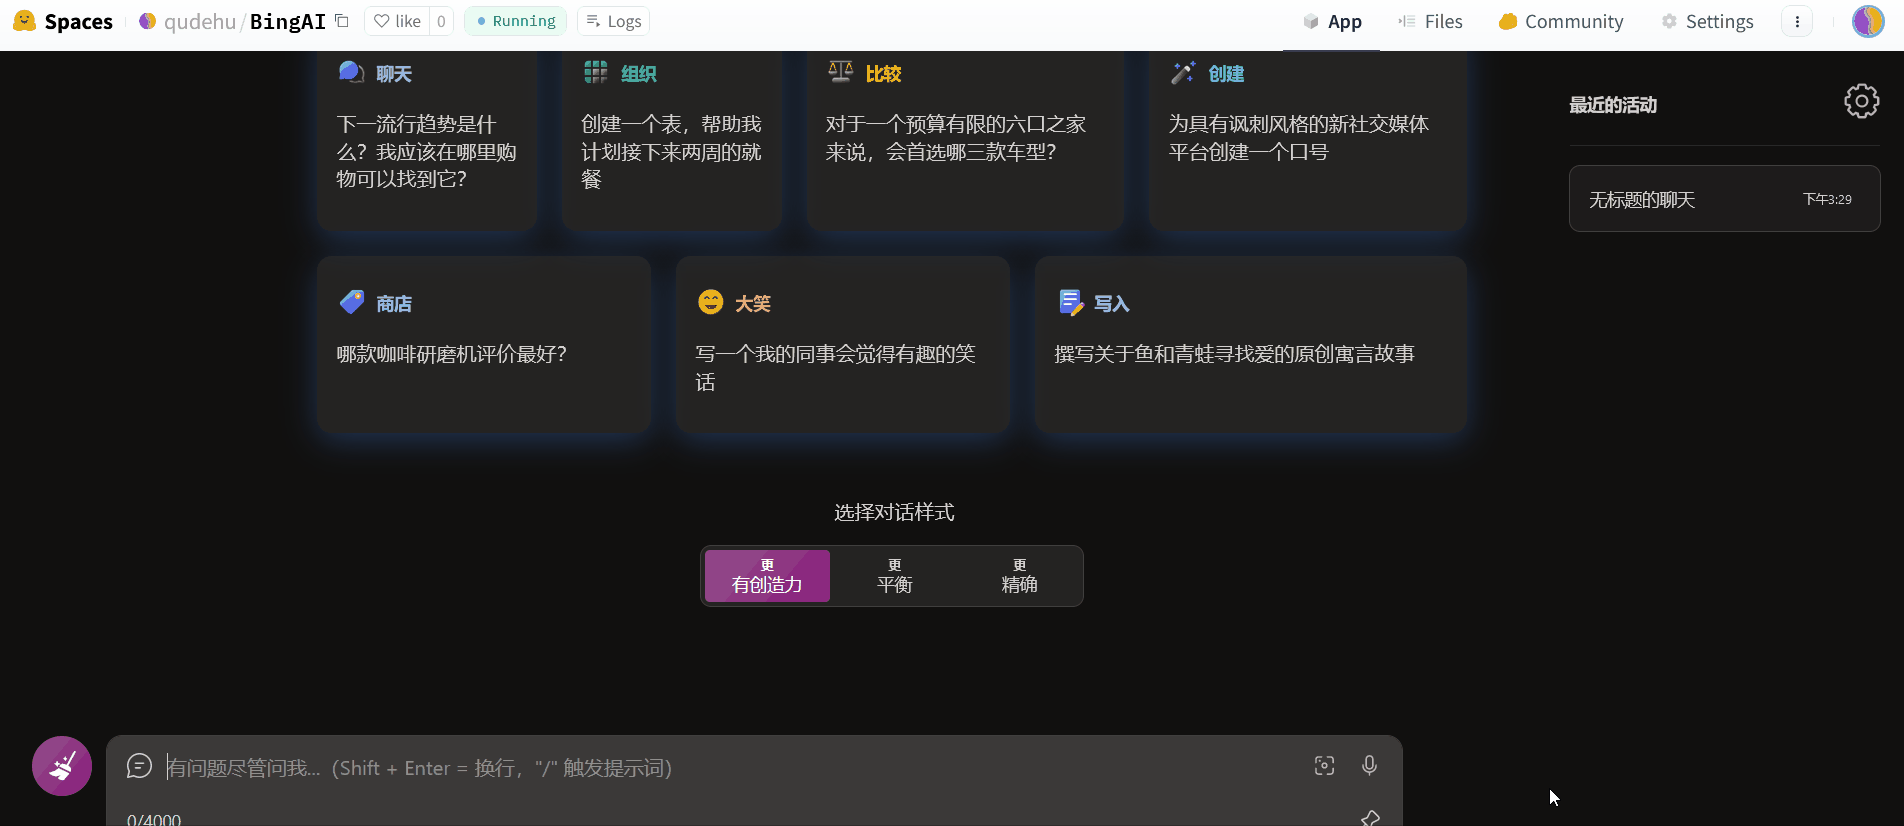 Spaces qudehu/BingAI like 0 Running Logs App Files Community Settings
聊天
下一流行趋势是什
么？我应该在哪里购
物可以找到它？
组织
创建一个表，帮助我
计划接下来两周的就
餐
比较
对于一个预算有限的六口之家
来说，会首选哪三款车型？
创建
为具有讽刺风格的新社交媒体
平台创建一个口号
最近的活动
无标题的聊天 下午3:29
商店
哪款咖啡研磨机评价最好？
大笑
写一个我的同事会觉得有趣的笑
话
写入
撰写关于鱼和青蛙寻找爱的原创寓言故事
选择对话样式
更
有创造力
更
平衡
更
精确
有问题尽管问我...（Shift + Enter = 换行，"/" 触发提示词）
0/4000